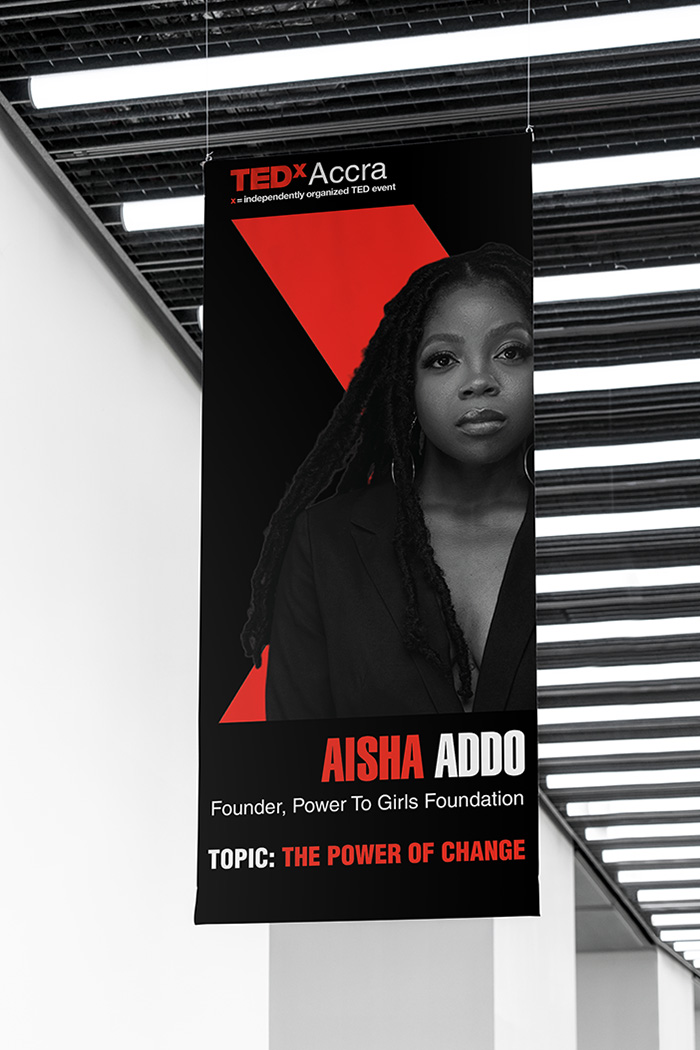 TEDxAccra
x = independently organized TED event
AISHA ADDO
Founder, Power To Girls Foundation
TOPIC: THE POWER OF CHANGE